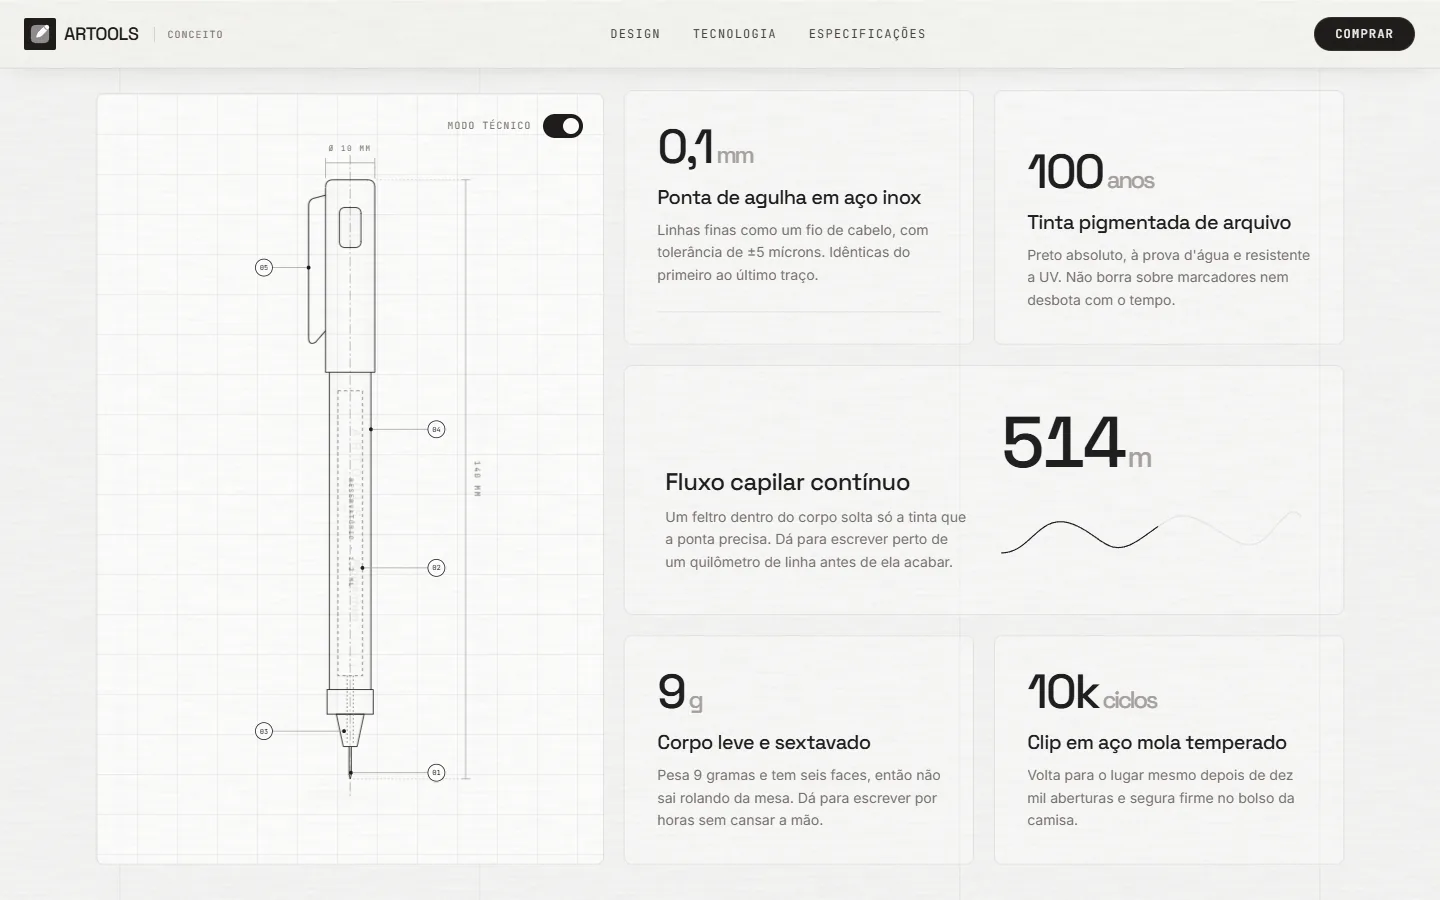 ARTOOLS
CONCEITO
DESIGN
TECNOLOGIA
ESPECIFICAÇÕES
COMPRAR
MODO TÉCNICO
Ø 10 MM
05
04
140 MM
02
03
01
0,1 mm
Ponta de agulha em aço inox
Linhas finas como um fio de cabelo, com
tolerância de ±5 mícrons. Idênticas do
primeiro ao último traço.
100 anos
Tinta pigmentada de arquivo
Preto absoluto, à prova d'água e resistente
a UV. Não borra sobre marcadores nem
desbota com o tempo.
Fluxo capilar contínuo
Um feltro dentro do corpo solta só a tinta que
a ponta precisa. Dá para escrever perto de
um quilômetro de linha antes de ela acabar.
514 m
9 g
Corpo leve e sextavado
Pesa 9 gramas e tem seis faces, então não
sai rolando da mesa. Dá para escrever por
horas sem cansar a mão.
10k ciclos
Clip em aço mola temperado
Volta para o lugar mesmo depois de dez
mil aberturas e segura firme no bolso da
camisa.